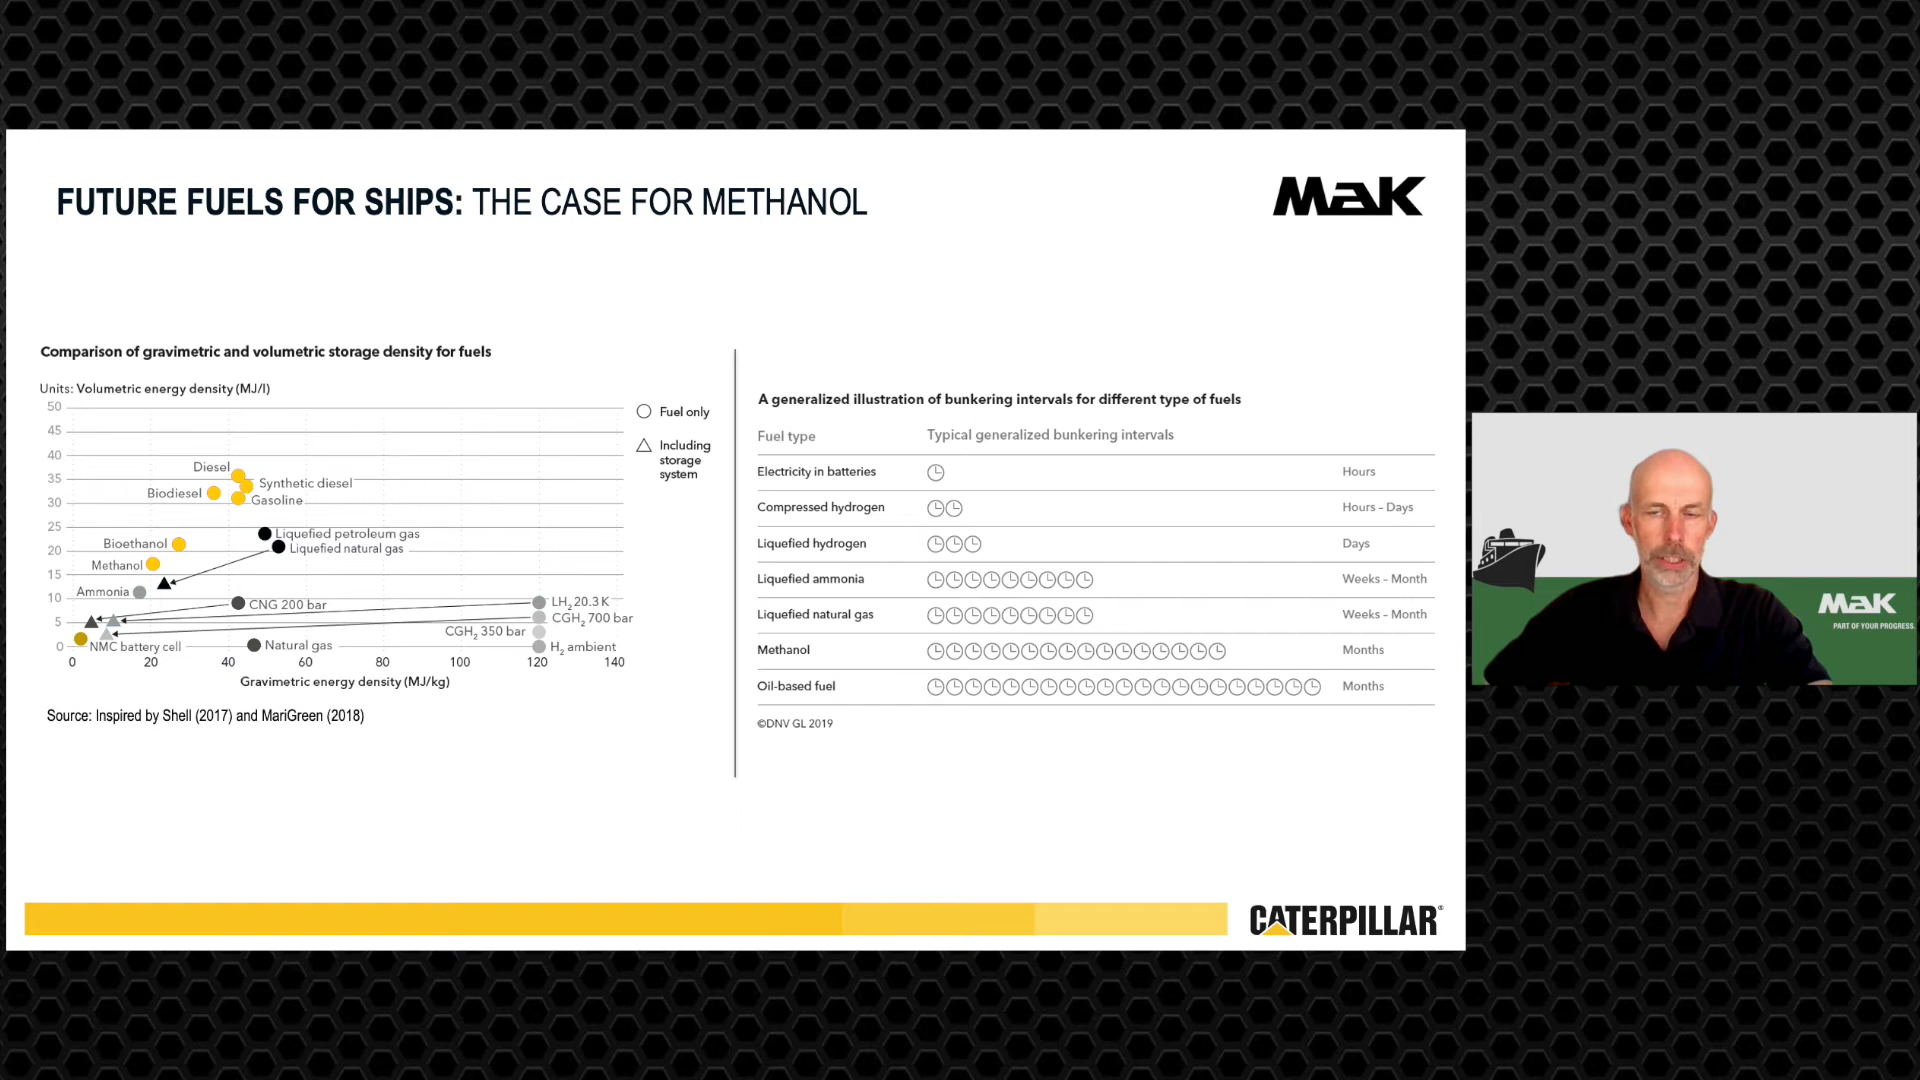 FUTURE FUELS FOR SHIPS: THE CASE FOR METHANOL
MaK
Comparison of gravimetric and volumetric storage density for fuels
Units: Volumetric energy density (MJ/l)
50
45
40
35
30
25
20
15
10
5
0
Diesel
Synthetic diesel
Biodiesel
Gasoline
Liquefied petroleum gas
Bioethanol
Liquefied natural gas
Methanol
Ammonia
CNG 200 bar
LH2 20.3 K
CGH2 700 bar
CGH2 350 bar
NMC battery cell
Natural gas
H2 ambient
0 20 40 60 80 100 120 140
Gravimetric energy density (MJ/kg)
Fuel only
Including
storage
system
Source: Inspired by Shell (2017) and MariGreen (2018)
A generalized illustration of bunkering intervals for different type of fuels
Fuel type Typical generalized bunkering intervals
Electricity in batteries Hours
Compressed hydrogen Hours – Days
Liquefied hydrogen Days
Liquefied ammonia Weeks – Month
Liquefied natural gas Weeks – Month
Methanol Months
Oil-based fuel Months
©DNV GL 2019
CATERPILLAR®
MaK
PART OF YOUR PROGRESS.